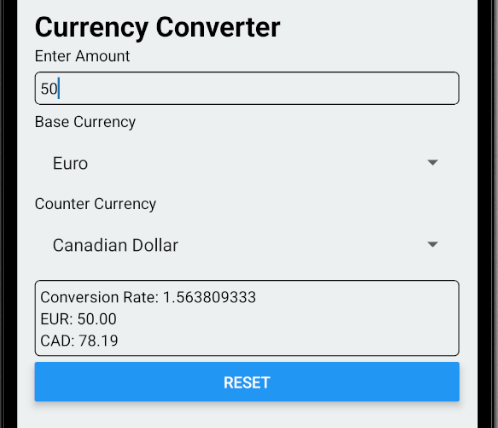 Currency Converter
Enter Amount
50
Base Currency
Euro
Counter Currency
Canadian Dollar
Conversion Rate: 1.563809333
EUR: 50.00
CAD: 78.19
RESET